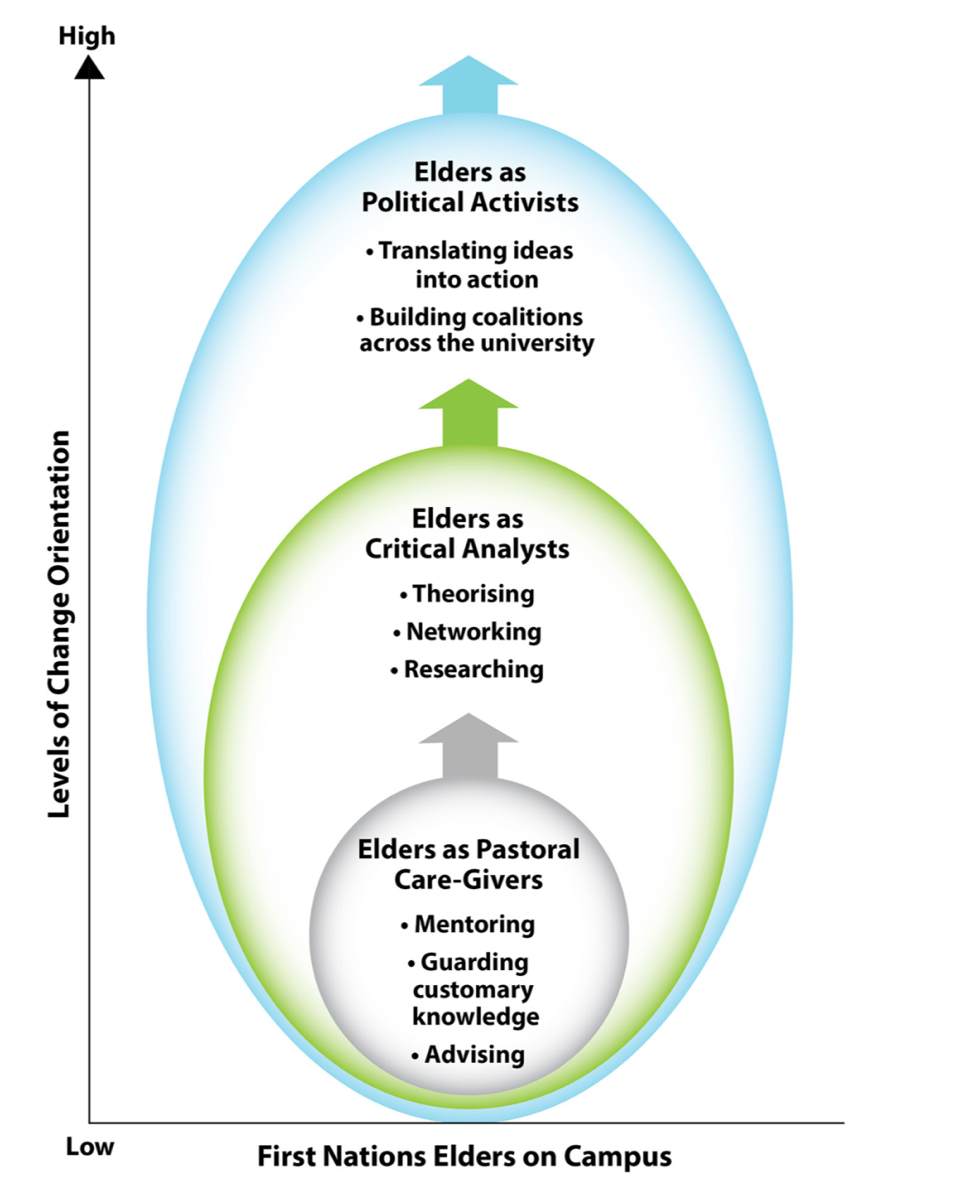 High
Elders as
Political Activists
• Translating ideas
into action
• Building coalitions
across the university
Levels of Change Orientation
Elders as
Critical Analysts
• Theorising
• Networking
• Researching
Elders as Pastoral
Care-Givers
• Mentoring
• Guarding
customary
knowledge
• Advising
Low
First Nations Elders on Campus